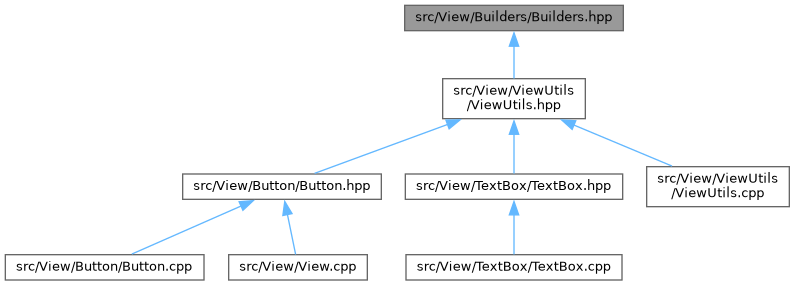 src/View/Builders/Builders.hpp
src/View/ViewUtils
/ViewUtils.hpp
src/View/Button/Button.hpp
src/View/TextBox/TextBox.hpp
src/View/ViewUtils
/ViewUtils.cpp
src/View/Button/Button.cpp
src/View/View.cpp
src/View/TextBox/TextBox.cpp